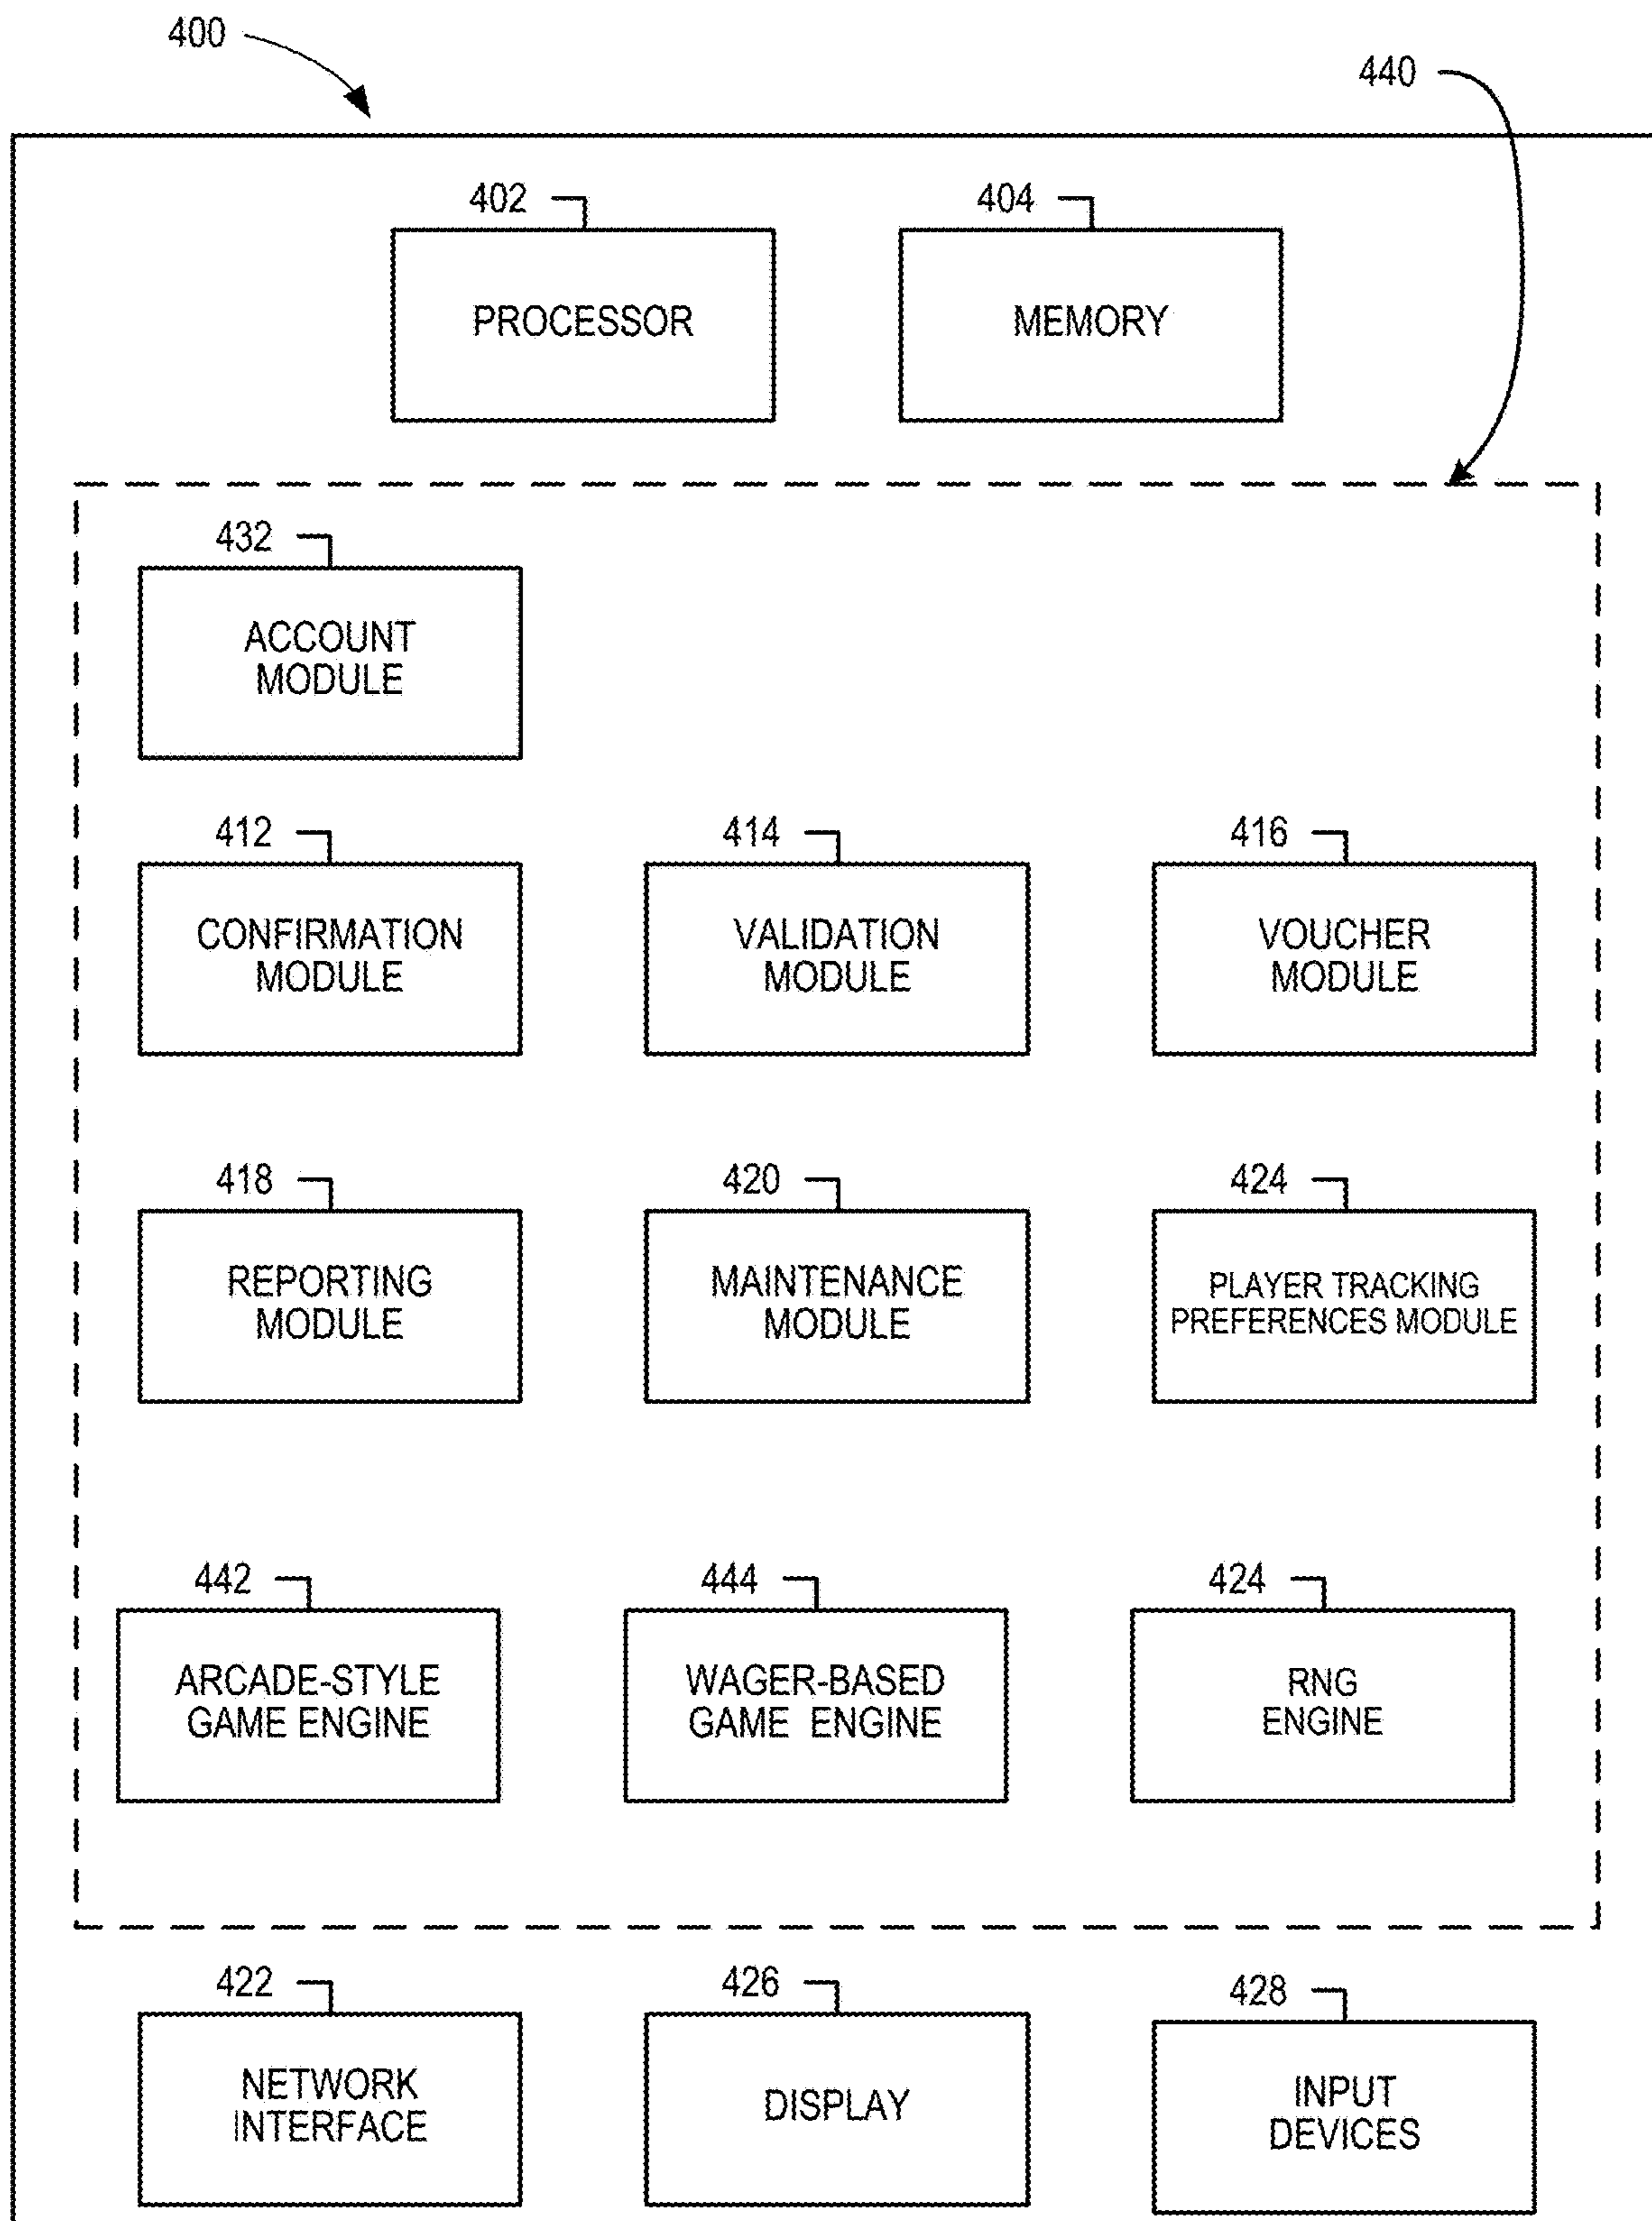 400
440
402
404
PROCESSOR
MEMORY
432
ACCOUNT
MODULE
412
414
416
CONFIRMATION
MODULE
VALIDATION
MODULE
VOUCHER
MODULE
418
420
424
REPORTING
MODULE
MAINTENANCE
MODULE
PLAYER TRACKING
PREFERENCES MODULE
442
444
424
ARCADE-STYLE
GAME ENGINE
WAGER-BASED
GAME ENGINE
RNG
ENGINE
422
426
428
NETWORK
INTERFACE
DISPLAY
INPUT
DEVICES